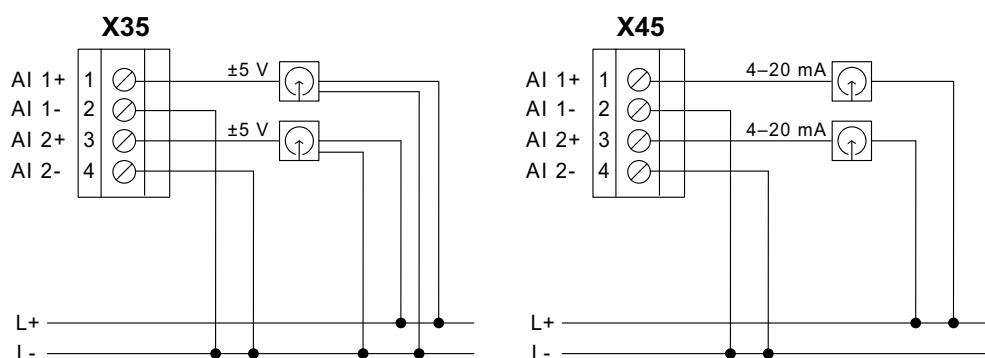 X35 X45
AI 1+ 1 ±5 V AI 1+ 1 4–20 mA
AI 1- 2 AI 1- 2
AI 2+ 3 ±5 V AI 2+ 3 4–20 mA
AI 2- 4 AI 2- 4
L+ L+
L- L-